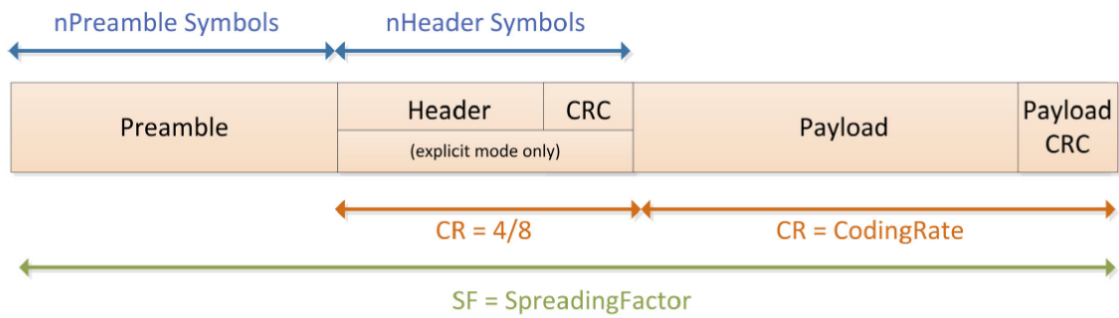 nPreamble Symbols
nHeader Symbols
Preamble
Header
CRC
(explicit mode only)
Payload
Payload
CRC
CR = 4/8
CR = CodingRate
SF = SpreadingFactor